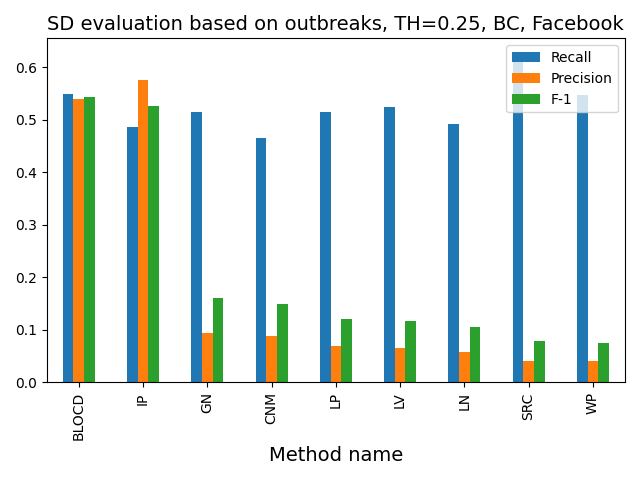 SD evaluation based on outbreaks, TH=0.25, BC, Facebook
Recall
Precision
F-1
0.6
0.5
0.4
0.3
0.2
0.1
0.0
BLOCD
IP
GN
CNM
LP
LV
LN
SRC
WP
Method name